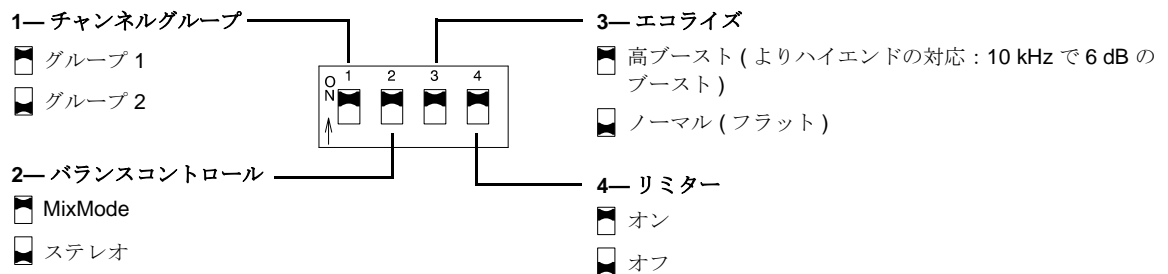 1— チャンネルグループ
グループ 1
グループ 2
2— バランスコントロール
MixMode
ステレオ
ON
1 2 3 4
3— エコライズ
高ブースト ( よりハイエンドの対応：10 kHz で 6 dB の
ブースト )
ノーマル ( フラット )
4— リミター
オン
オフ